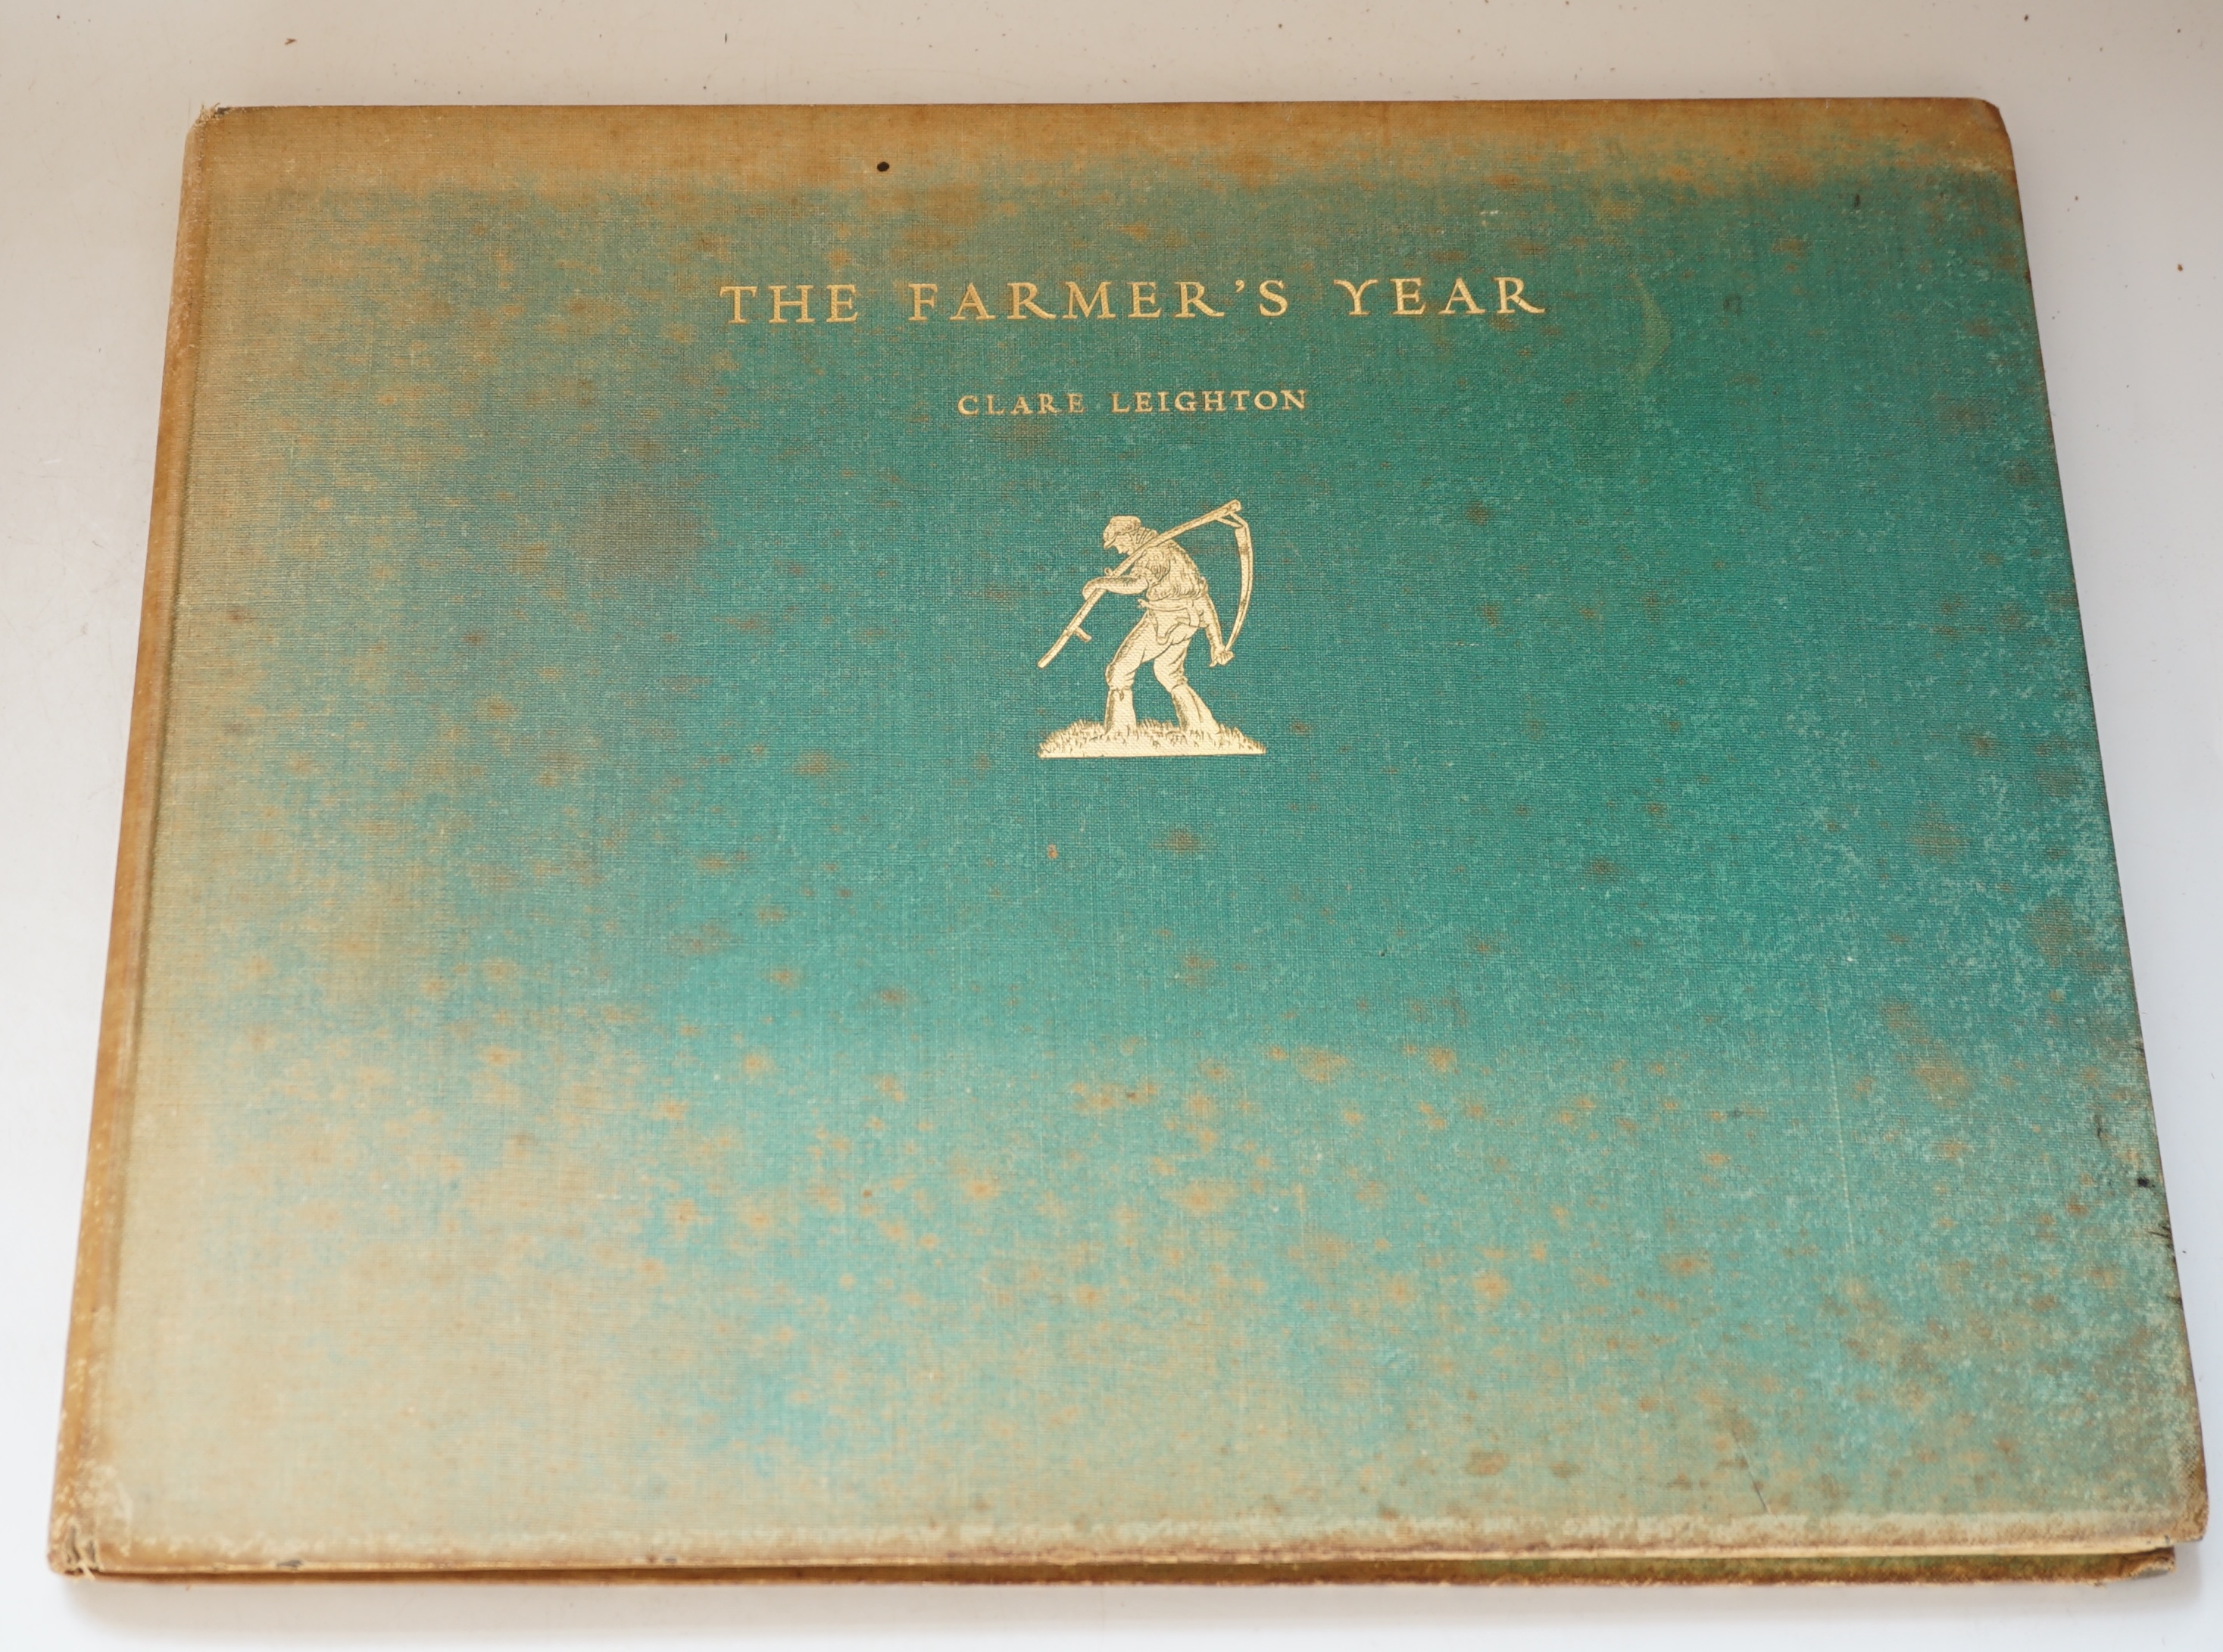 THE FARMER'S YEAR
CLARE LEIGHTON